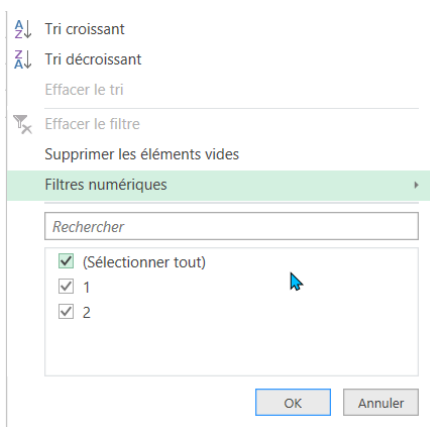 Tri croissant
Tri décroissant
Effacer le tri
Effacer le filtre
Supprimer les éléments vides
Filtres numériques
Rechercher
(Sélectionner tout)
1
2
OK Annuler